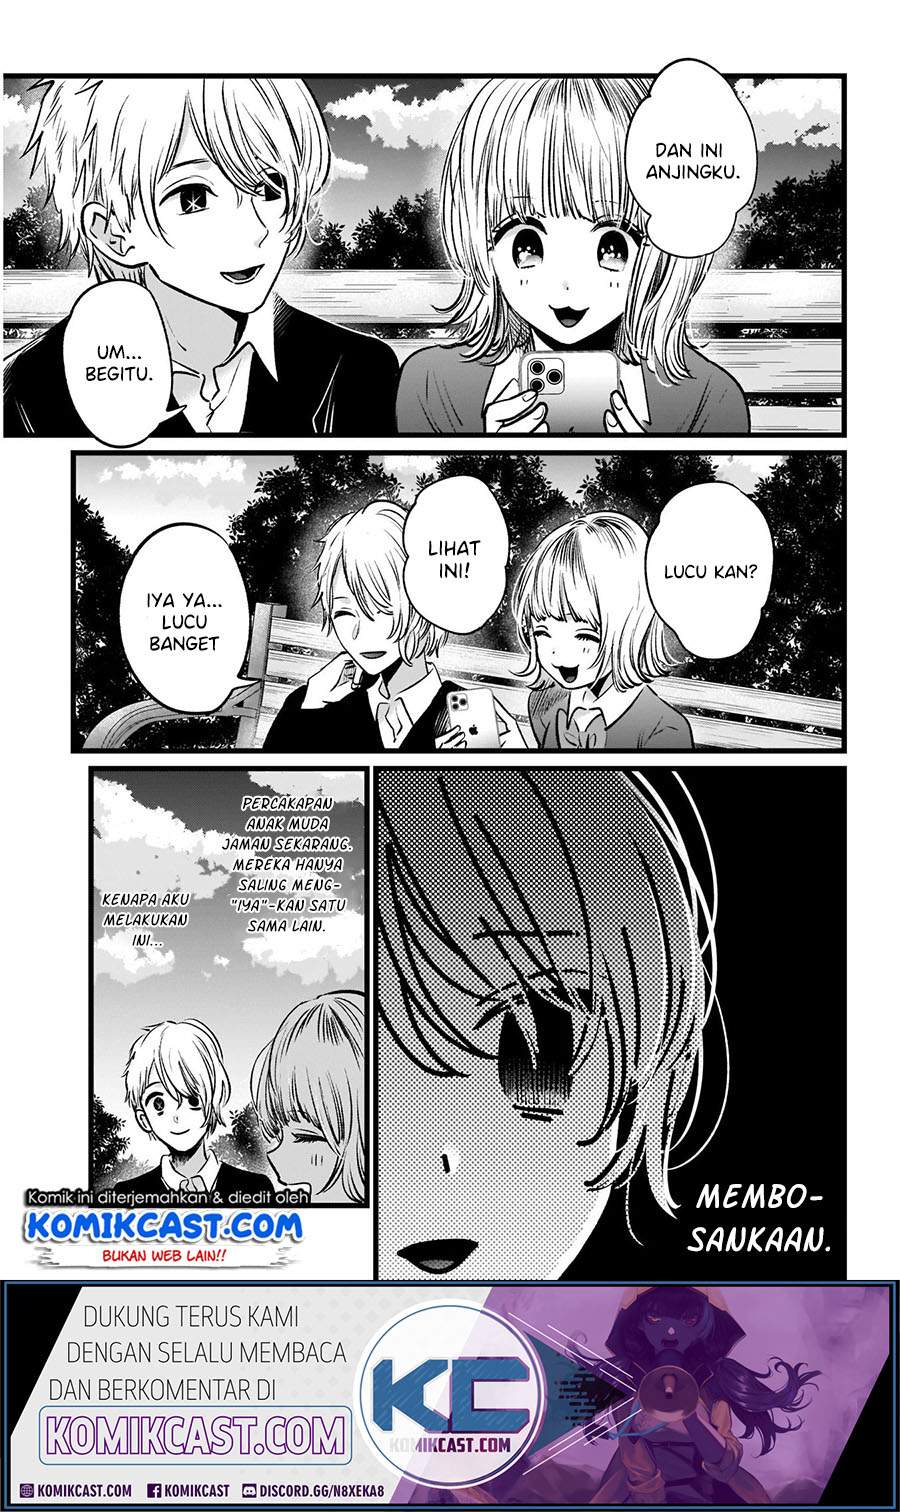 DAN INI
ANJINGKU.
UM...
BEGITU.
LUCU KAN?
LIHAT
INI!
IYA YA...
LUCU
BANGET
MEMBO-
SANKAAN.
PERCAKAPAN
ANAK MUDA
JAMAN SEKARANG.
MEREKA HANYA
SALING MENG-
"IYA"-KAN SATU
SAMA LAIN.
KENAPA AKU
MELAKUKAN
INI...
Komik ini diterjemahkan & diedit oleh
KOMIKCAST.COM
BUKAN WEB LAIN!!
DUKUNG TERUS KAMI
DENGAN SELALU MEMBACA
DAN BERKOMENTAR DI
KOMIKCAST.COM
KC
KOMIKCAST.COM
KOMIKCAST.COM KOMIKCAST DISCORD.GG/N8XEKA8